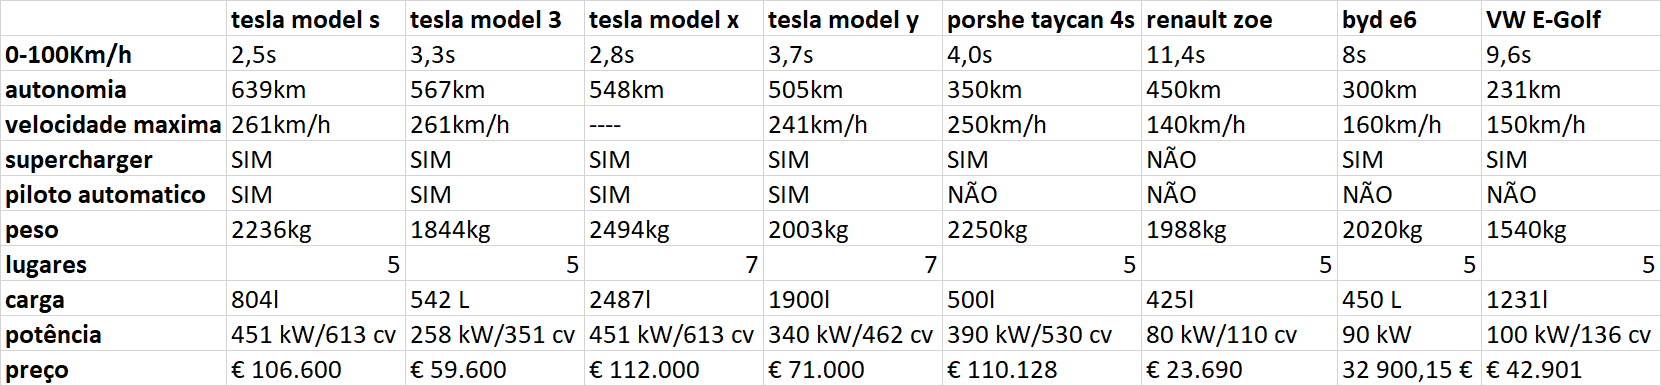 tesla model s tesla model 3 tesla model x tesla model y porshe taycan 4s renault zoe byd e6 VW E-Golf
0-100Km/h 2,5s 3,3s 2,8s 3,7s 4,0s 11,4s 8s 9,6s
autonomia 639km 567km 548km 505km 350km 450km 300km 231km
velocidade maxima 261km/h 261km/h ---- 241km/h 250km/h 140km/h 160km/h 150km/h
supercharger SIM SIM SIM SIM SIM NÃO SIM SIM
piloto automatico SIM SIM SIM SIM NÃO NÃO NÃO NÃO
peso 2236kg 1844kg 2494kg 2003kg 2250kg 1988kg 2020kg 1540kg
lugares 5 5 7 7 5 5 5 5
carga 804l 542 L 2487l 1900l 500l 425l 450 L 1231l
potência 451 kW/613 cv 258 kW/351 cv 451 kW/613 cv 340 kW/462 cv 390 kW/530 cv 80 kW/110 cv 90 kW 100 kW/136 cv
preço € 106.600 € 59.600 € 112.000 € 71.000 € 110.128 € 23.690 32 900,15 € € 42.901